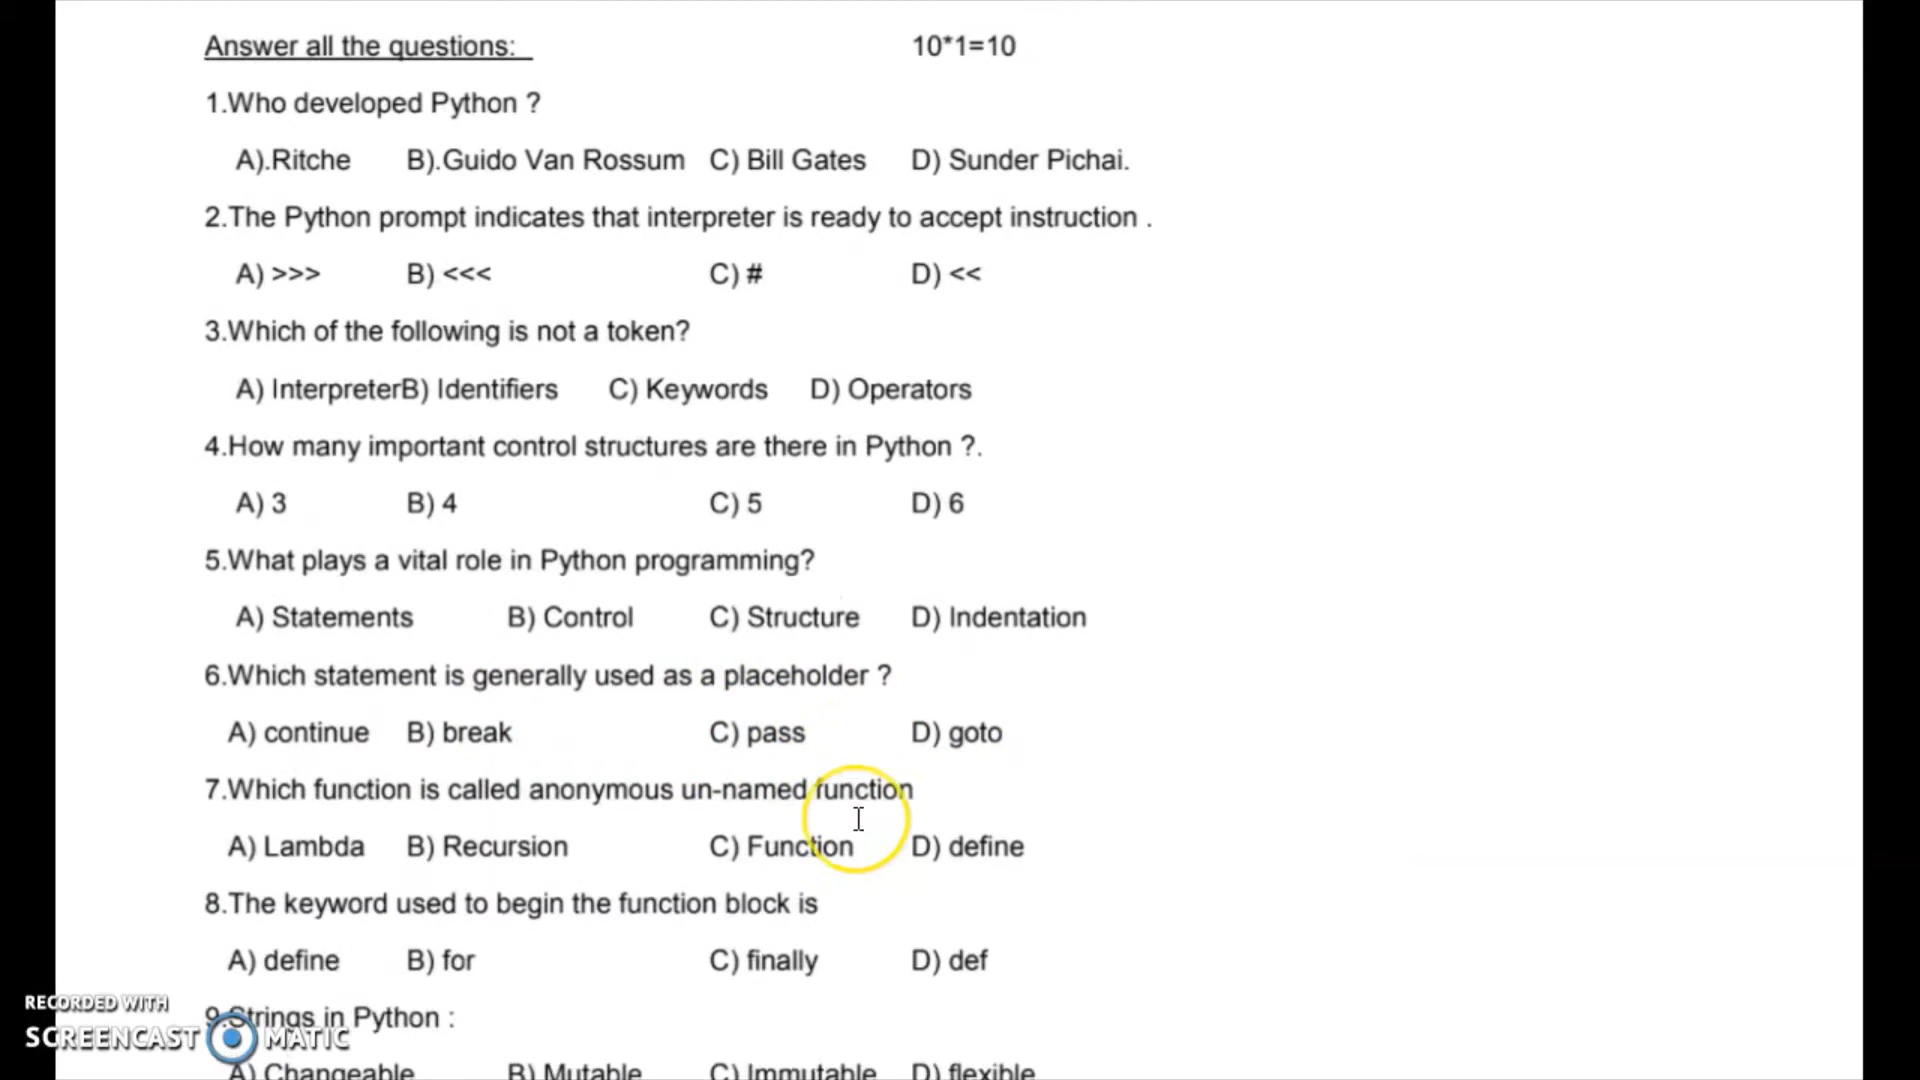 Answer all the questions: 10*1=10
1.Who developed Python ?
A).Ritche B).Guido Van Rossum C) Bill Gates D) Sunder Pichai.
2.The Python prompt indicates that interpreter is ready to accept instruction .
A) >>> B) <<< C) # D) <<
3.Which of the following is not a token?
A) InterpreterB) Identifiers C) Keywords D) Operators
4.How many important control structures are there in Python ?.
A) 3 B) 4 C) 5 D) 6
5.What plays a vital role in Python programming?
A) Statements B) Control C) Structure D) Indentation
6.Which statement is generally used as a placeholder ?
A) continue B) break C) pass D) goto
7.Which function is called anonymous un-named function
A) Lambda B) Recursion C) Function D) define
8.The keyword used to begin the function block is
A) define B) for C) finally D) def
9.Strings in Python :
A) Changeable B) Mutable C) Immutable D) flexible
RECORDED WITH
SCREENCAST MATIC